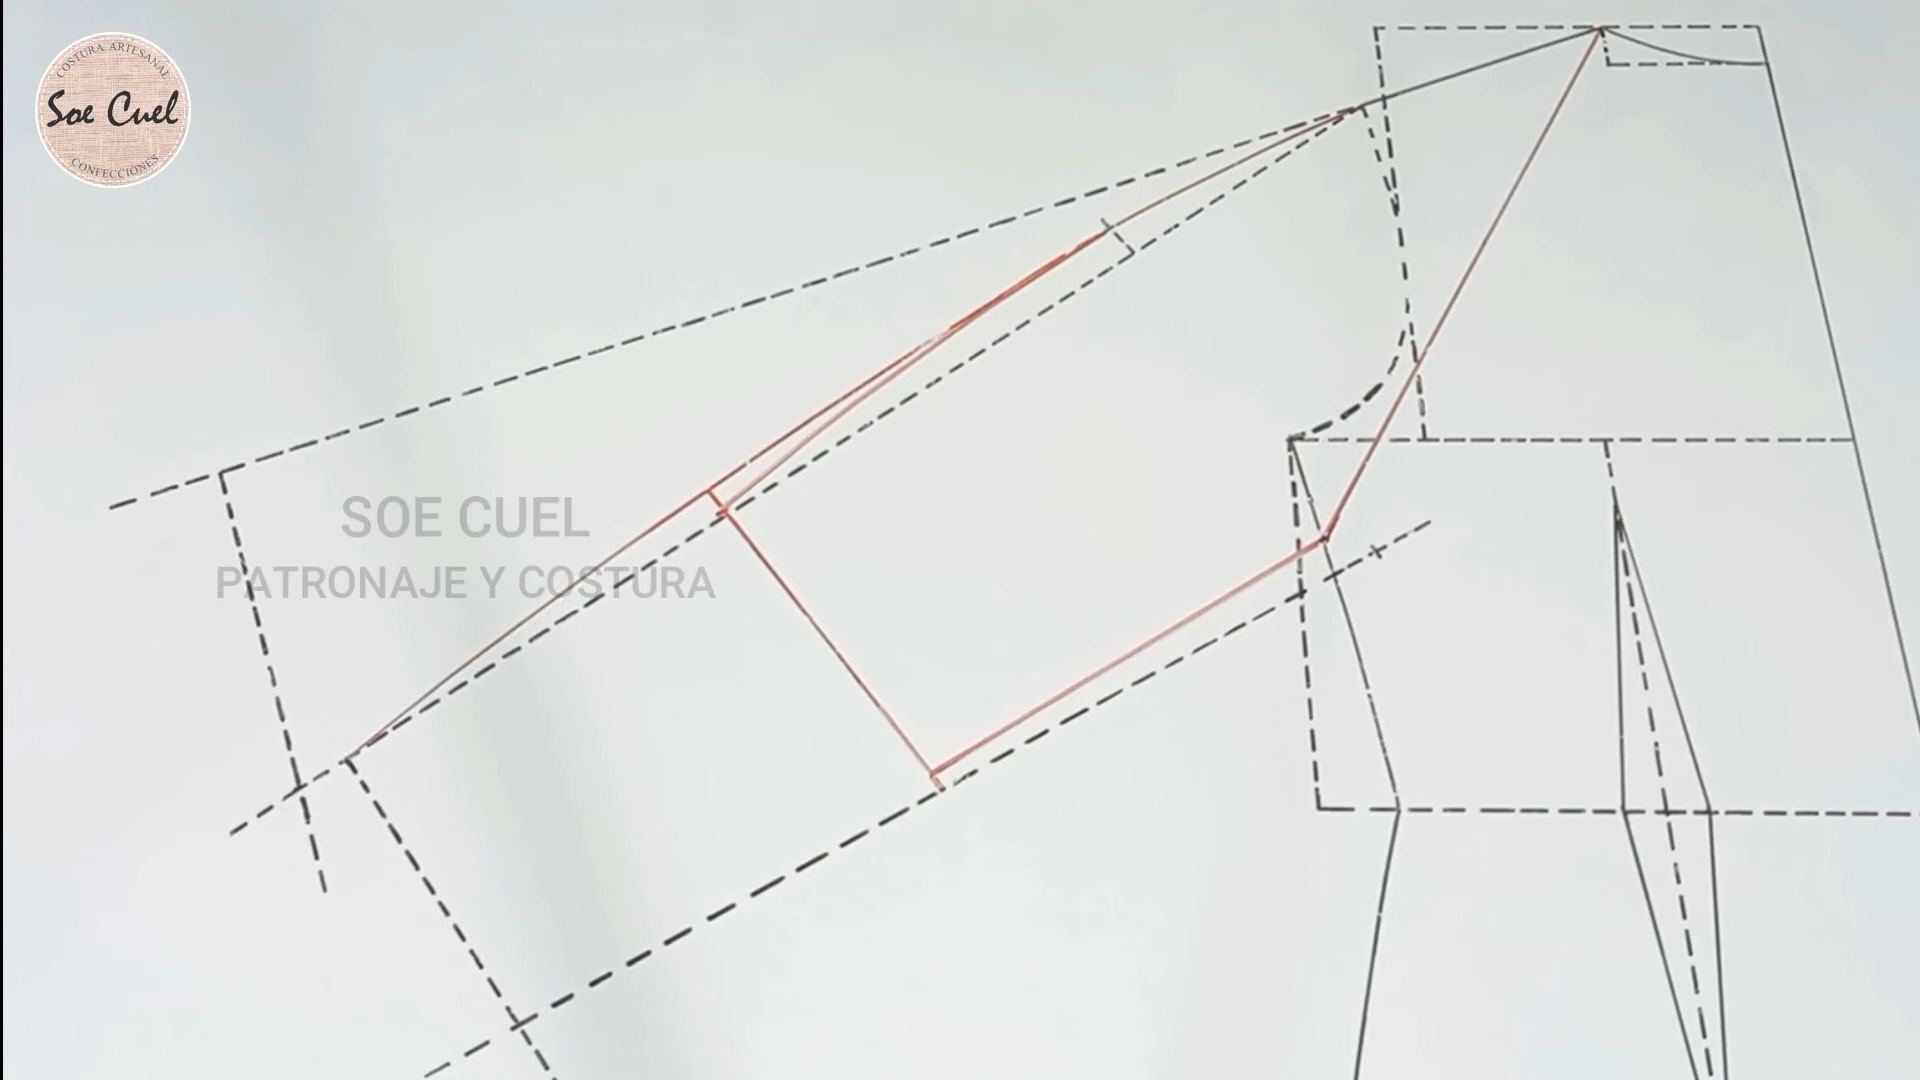 COSTURA ARTESANAL
Soe Cuel
CONFECCIONES
SOE CUEL
PATRONAJE Y COSTURA